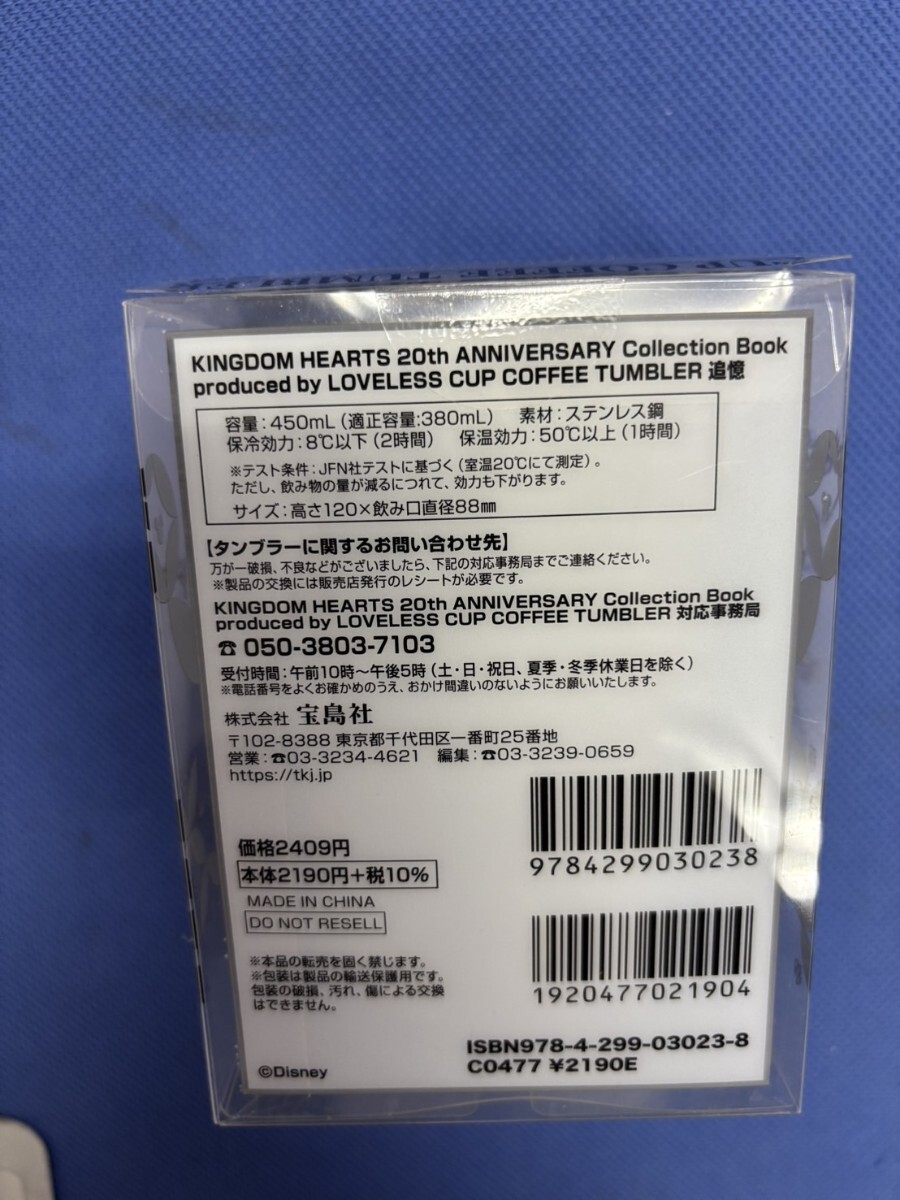 CUP COFFEE TUMBLER
KINGDOM HEARTS 20th ANNIVERSARY Collection Book
produced by LOVELESS CUP COFFEE TUMBLER 追憶
容量：450mL（適正容量:380mL） 素材：ステンレス鋼
保冷効力：8℃以下（2時間） 保温効力：50℃以上（1時間）
※テスト条件：JFN社テストに基づく（室温20℃にて測定）。
ただし、飲み物の量が減るにつれて、効力も下がります。
サイズ：高さ120×飲み口直径88㎜
【タンブラーに関するお問い合わせ先】
万が一破損、不良などがございましたら、下記の対応事務局までご連絡ください。
※製品の交換には販売店発行のレシートが必要です。
KINGDOM HEARTS 20th ANNIVERSARY Collection Book
produced by LOVELESS CUP COFFEE TUMBLER 対応事務局
☎ 050-3803-7103
受付時間：午前10時～午後5時（土・日・祝日、夏季・冬季休業日を除く）
※電話番号をよくお確かめのうえ、おかけ間違いのないようにお願いいたします。
株式会社 宝島社
〒102-8388 東京都千代田区一番町25番地
営業：☎03-3234-4621 編集：☎03-3239-0659
https://tkj.jp
価格2409円
本体2190円+税10%
MADE IN CHINA
DO NOT RESELL
※本品の転売を固く禁じます。
※包装は製品の輸送保護用です。
包装の破損、汚れ、傷による交換
はできません。
©Disney
9784299030238
1920477021904
ISBN978-4-299-03023-8
C0477 ¥2190E